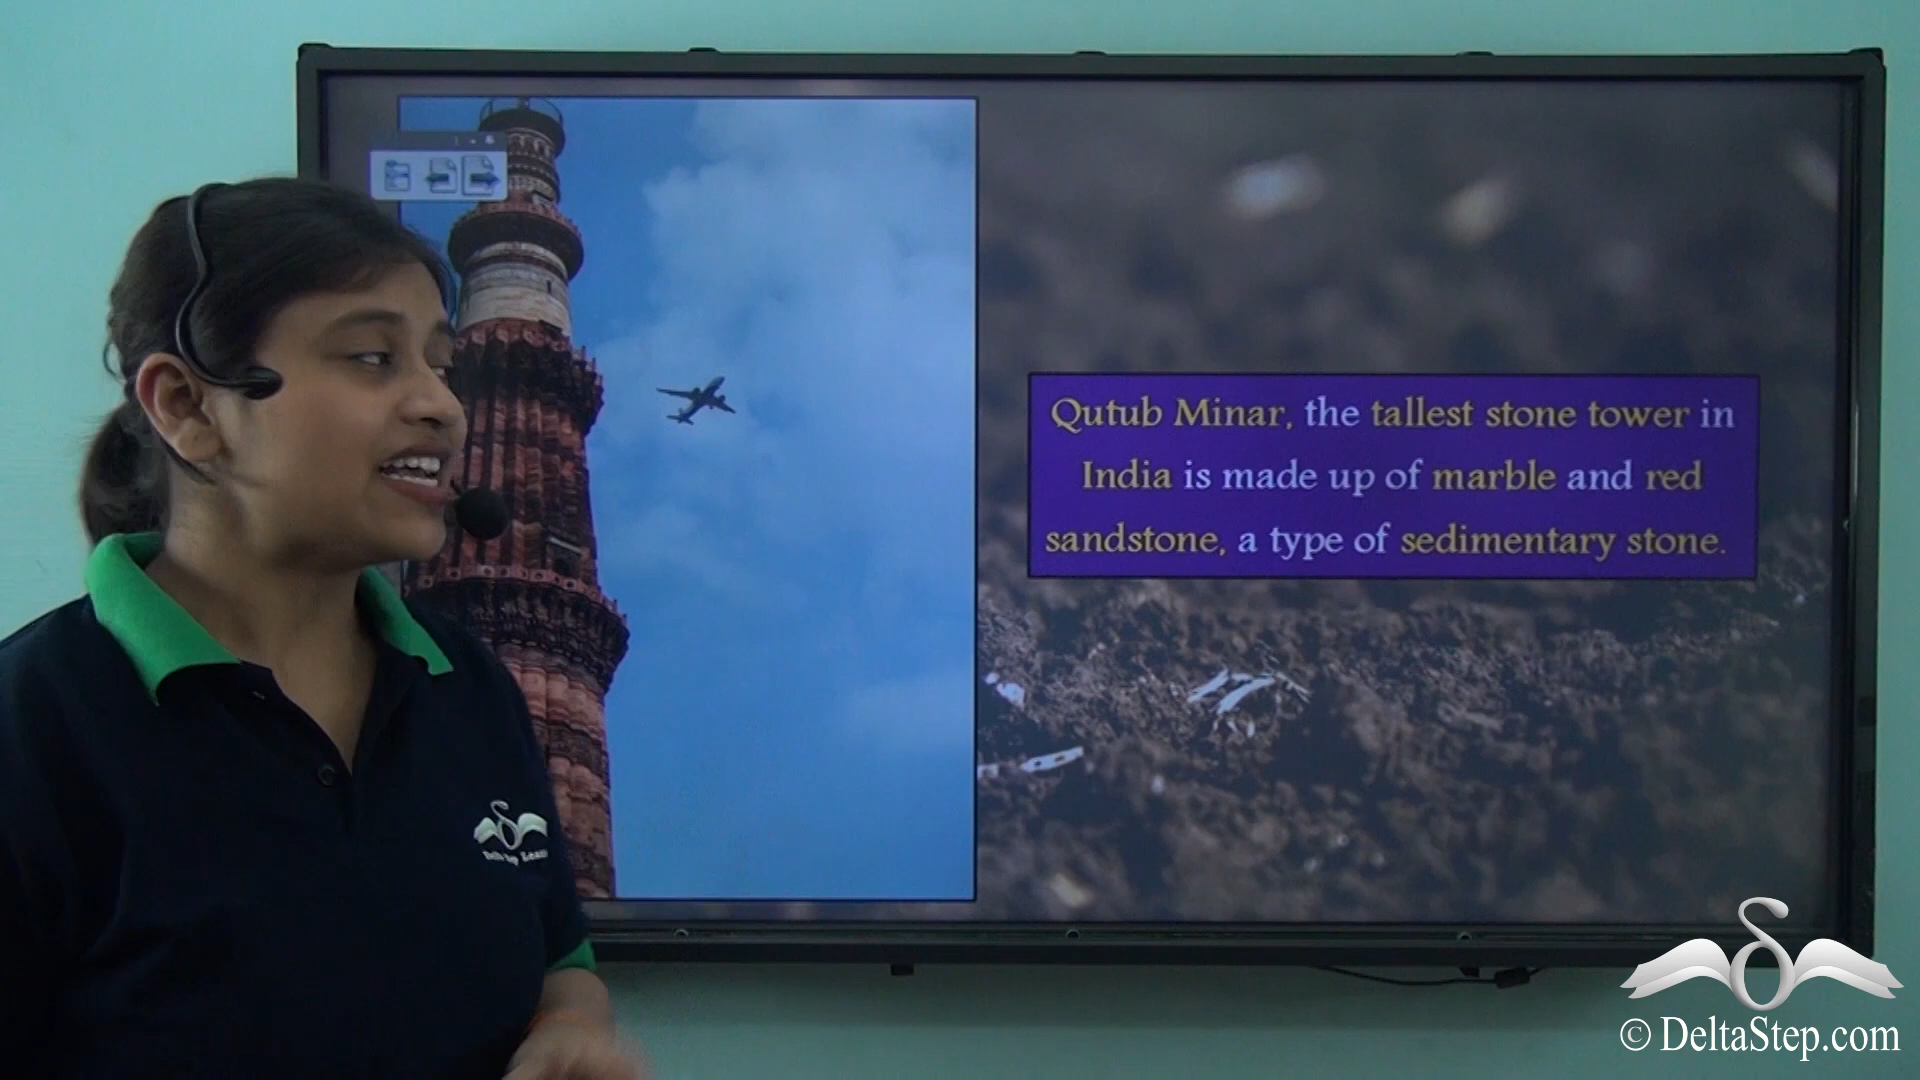 Qutub Minar, the tallest stone tower in
India is made up of marble and red
sandstone, a type of sedimentary stone.
© DeltaStep.com